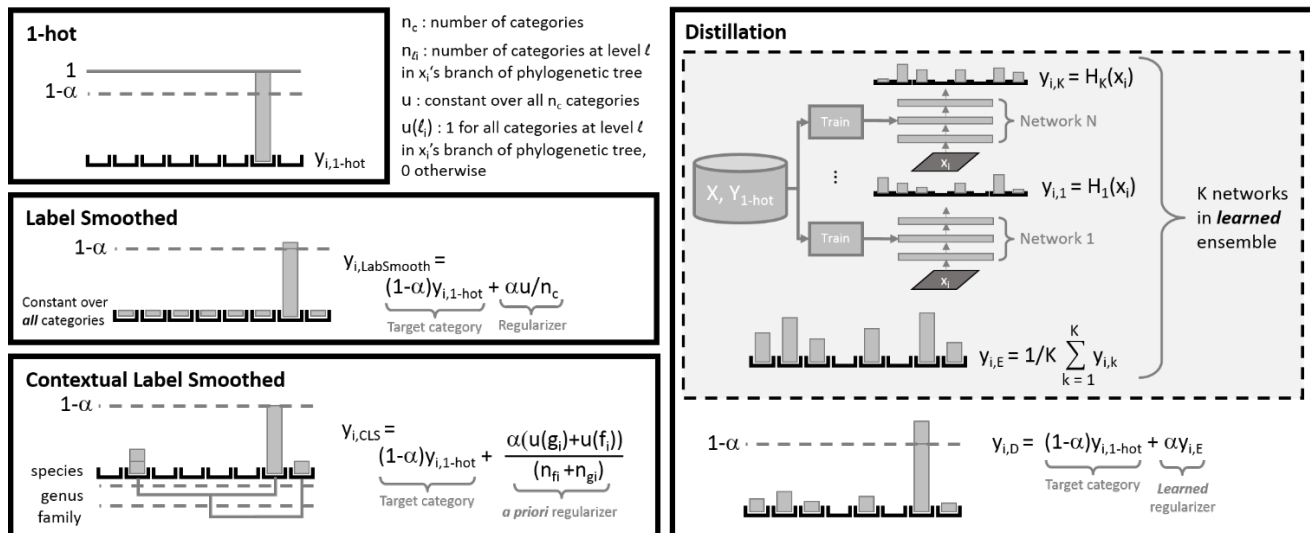 1-hot
1
1-α
y_{i,1-hot}
n_c : number of categories
n_{ℓi} : number of categories at level ℓ
in x_i's branch of phylogenetic tree
u : constant over all n_c categories
u(ℓ_i) : 1 for all categories at level ℓ
in x_i's branch of phylogenetic tree,
0 otherwise
Label Smoothed
1-α
Constant over
all categories
y_{i,LabSmooth} =
(1-α)y_{i,1-hot} + αu/n_c
Target category
Regularizer
Contextual Label Smoothed
1-α
species
genus
family
y_{i,CLS} =
(1-α)y_{i,1-hot} + α(u(g_i)+u(f_i))
(n_{fi} +n_{gi})
Target category
a priori regularizer
Distillation
X, Y_{1-hot}
Train
⋮
Train
y_{i,K} = H_K(x_i)
Network N
x_i
y_{i,1} = H_1(x_i)
Network 1
x_i
K networks
in learned
ensemble
y_{i,E} = 1/K ∑_{k = 1}^{K} y_{i,k}
1-α
y_{i,D} = (1-α)y_{i,1-hot} + αy_{i,E}
Target category
Learned
regularizer